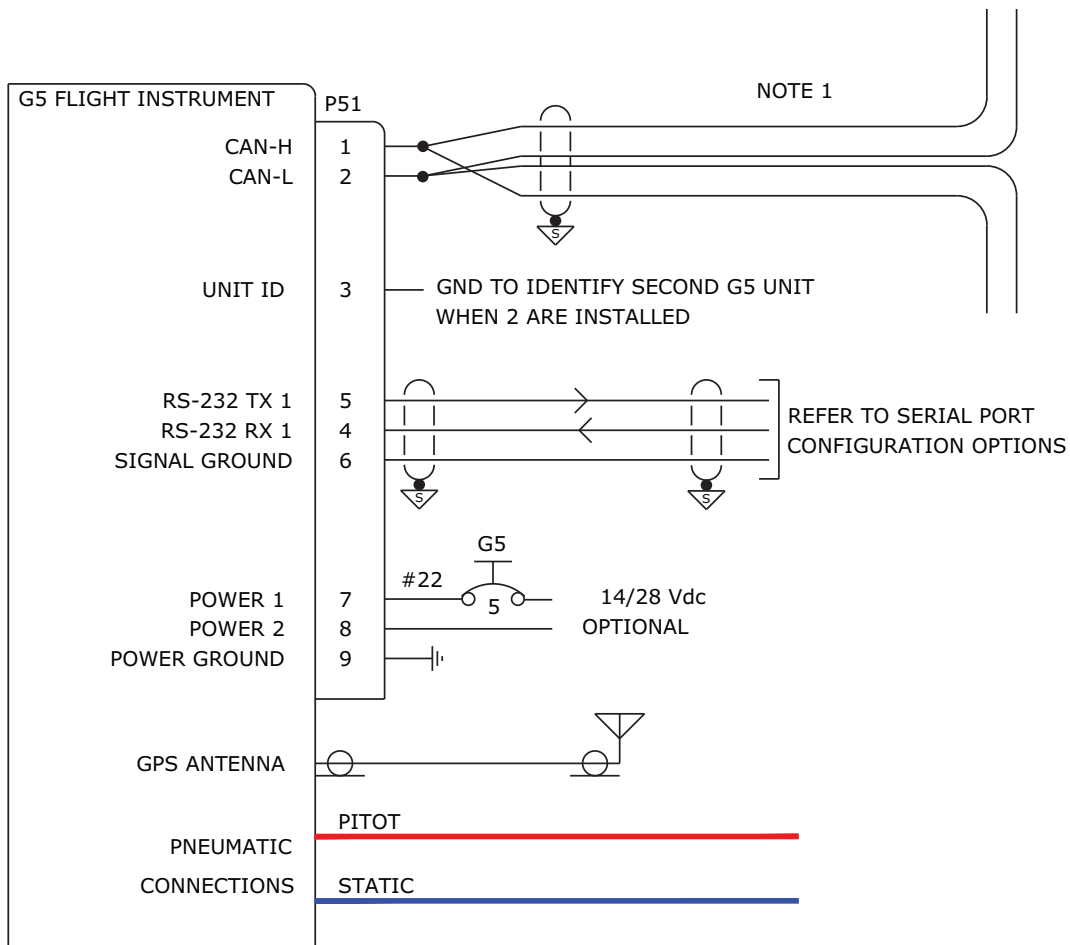 NOTE 1
G5 FLIGHT INSTRUMENT P51
CAN-H 1
CAN-L 2
S
UNIT ID 3 GND TO IDENTIFY SECOND G5 UNIT
WHEN 2 ARE INSTALLED
RS-232 TX 1 5
RS-232 RX 1 4
SIGNAL GROUND 6
REFER TO SERIAL PORT
CONFIGURATION OPTIONS
S S
G5
#22
POWER 1 7 5 14/28 Vdc
POWER 2 8 OPTIONAL
POWER GROUND 9
GPS ANTENNA
PITOT
PNEUMATIC
CONNECTIONS STATIC